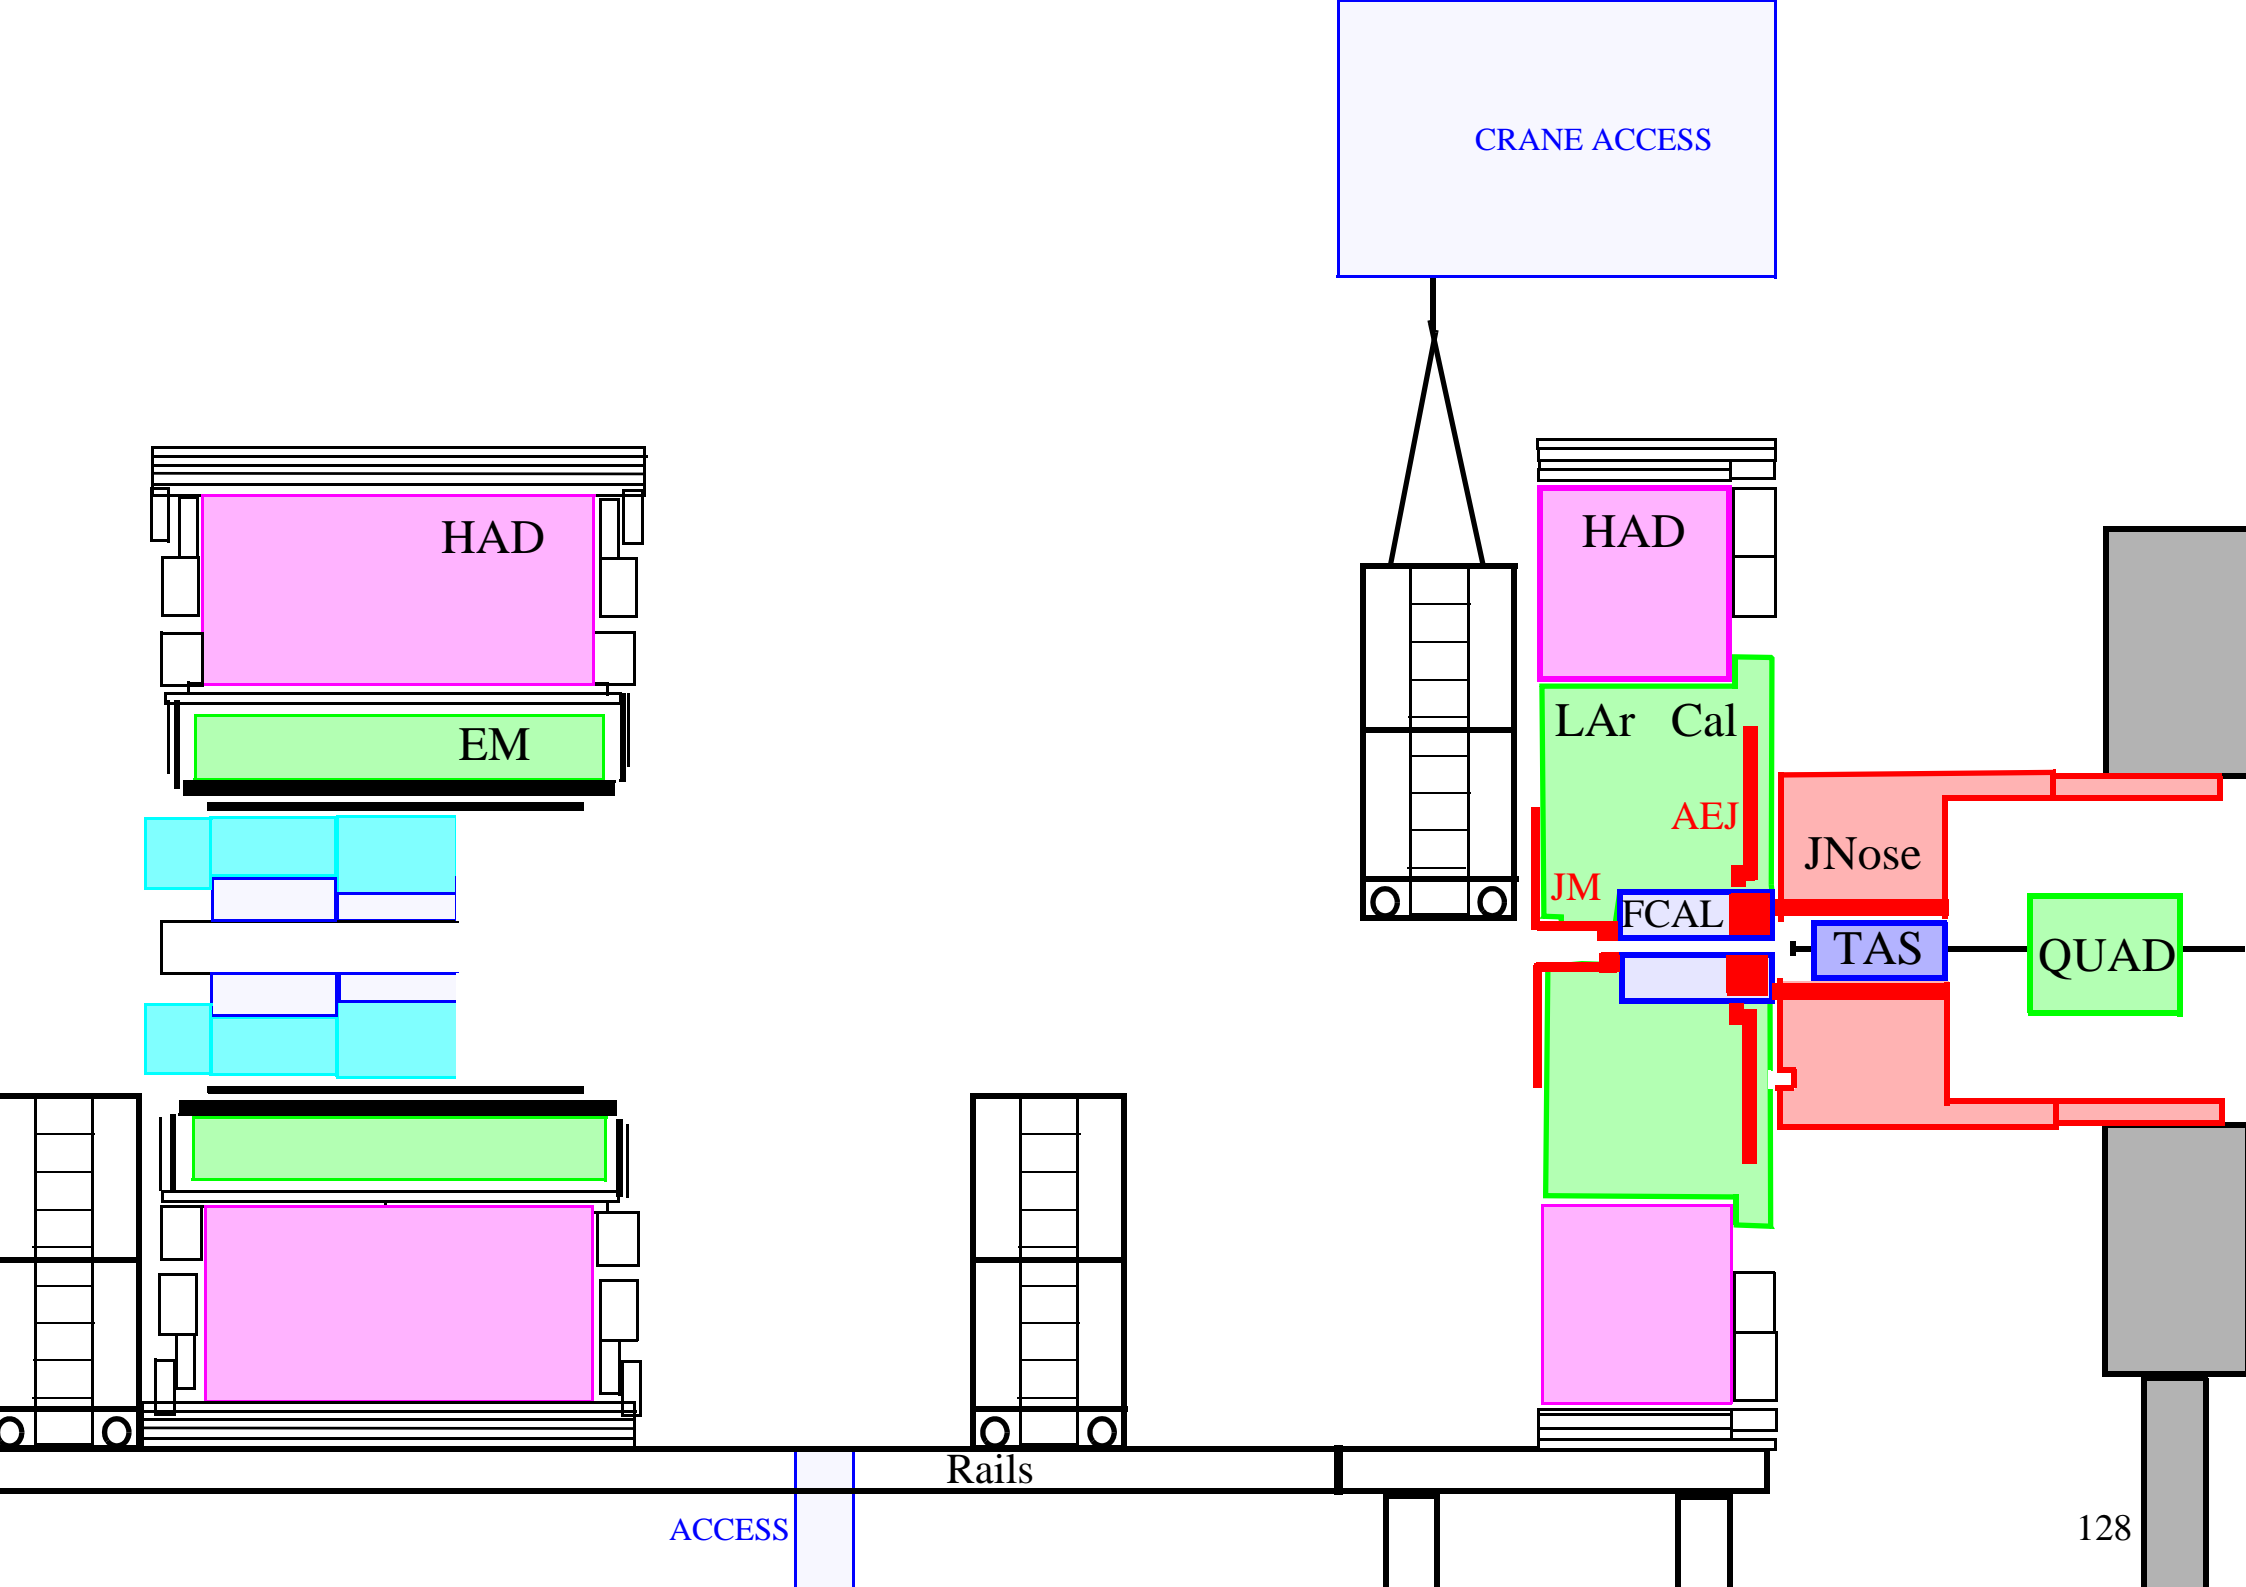 CRANE ACCESS
HAD
HAD
EM
LAr Cal
AEJ
JM
JNose
FCAL
TAS
QUAD
Rails
ACCESS
128